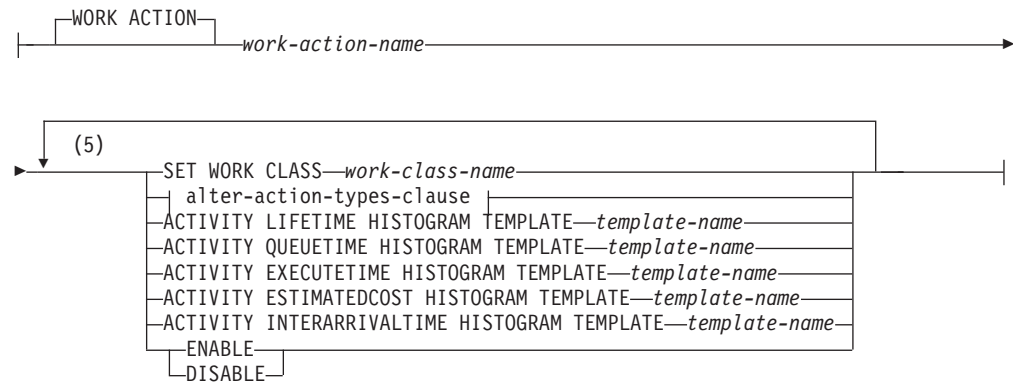 WORK ACTION
work-action-name
(5)
SET WORK CLASS work-class-name
alter-action-types-clause
ACTIVITY LIFETIME HISTOGRAM TEMPLATE template-name
ACTIVITY QUEUETIME HISTOGRAM TEMPLATE template-name
ACTIVITY EXECUTETIME HISTOGRAM TEMPLATE template-name
ACTIVITY ESTIMATEDCOST HISTOGRAM TEMPLATE template-name
ACTIVITY INTERARRIVALTIME HISTOGRAM TEMPLATE template-name
ENABLE
DISABLE